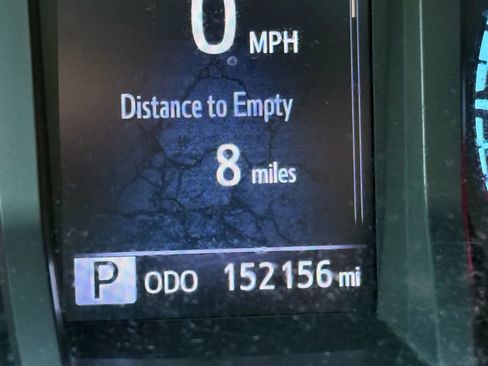 0 MPH
Distance to Empty
8 miles
P ODO 152156 mi